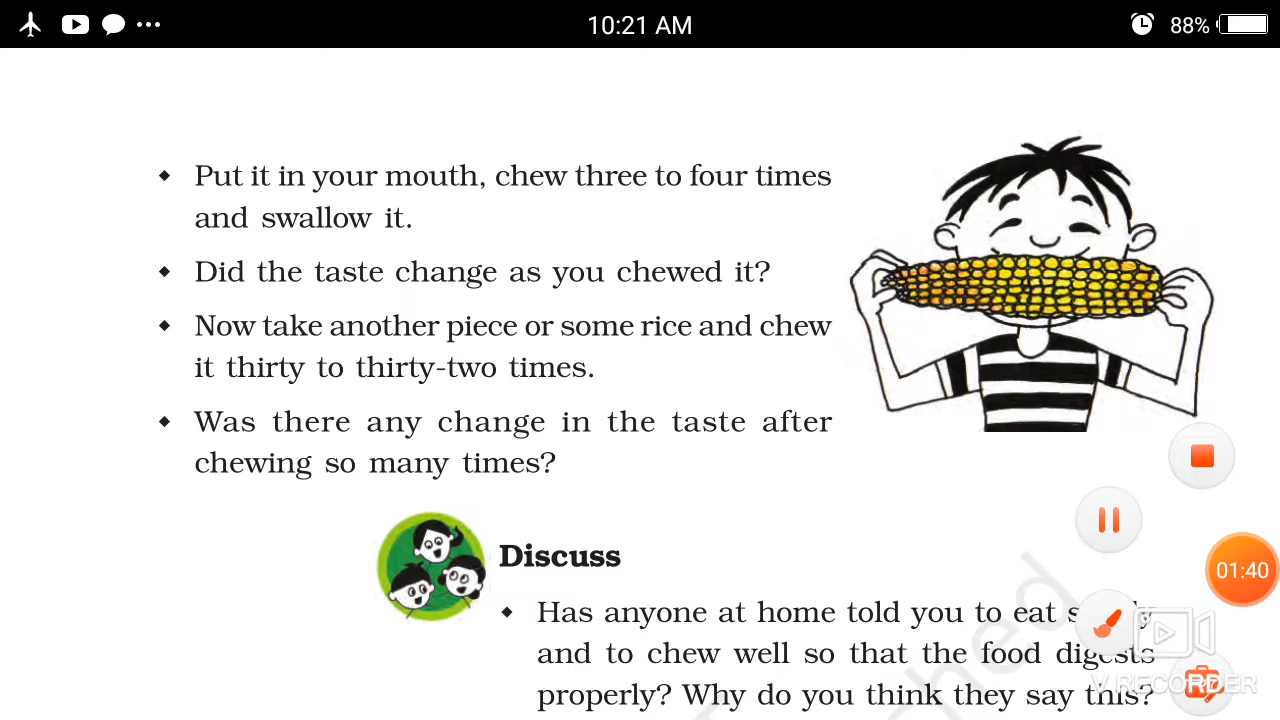 10:21 AM
88%
Put it in your mouth, chew three to four times
and swallow it.
Did the taste change as you chewed it?
Now take another piece or some rice and chew
it thirty to thirty-two times.
Was there any change in the taste after
chewing so many times?
Discuss
01:40
Has anyone at home told you to eat
and to chew well so that the food digests
properly? Why do you think they say this?
V RECORDER